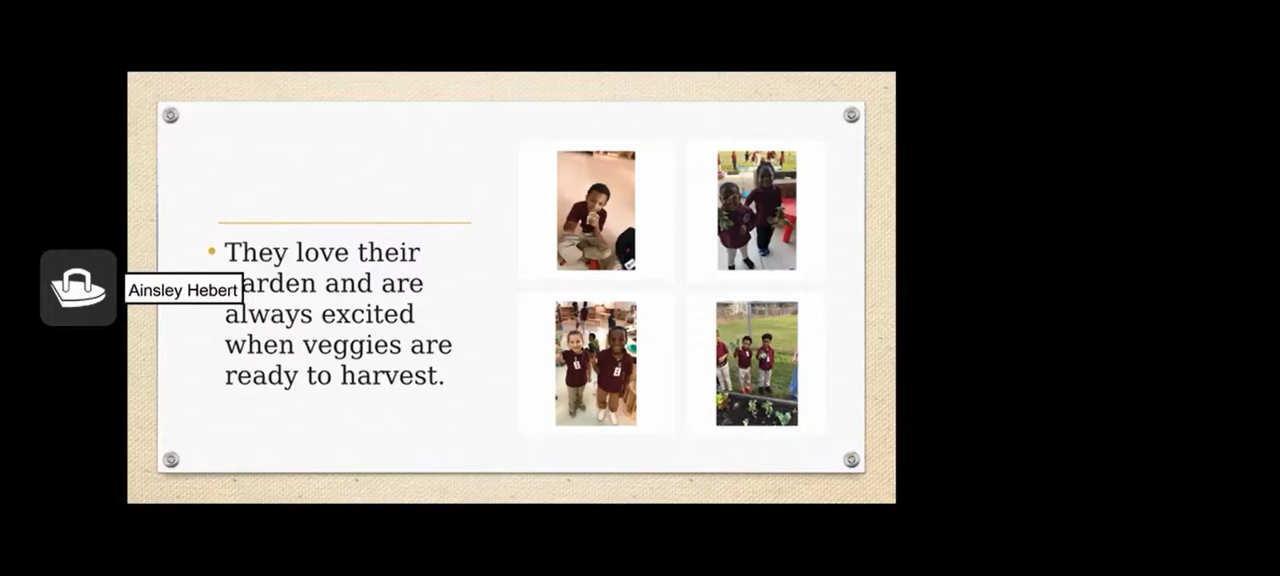 • They love their
garden and are
always excited
when veggies are
ready to harvest.
Ainsley Hebert